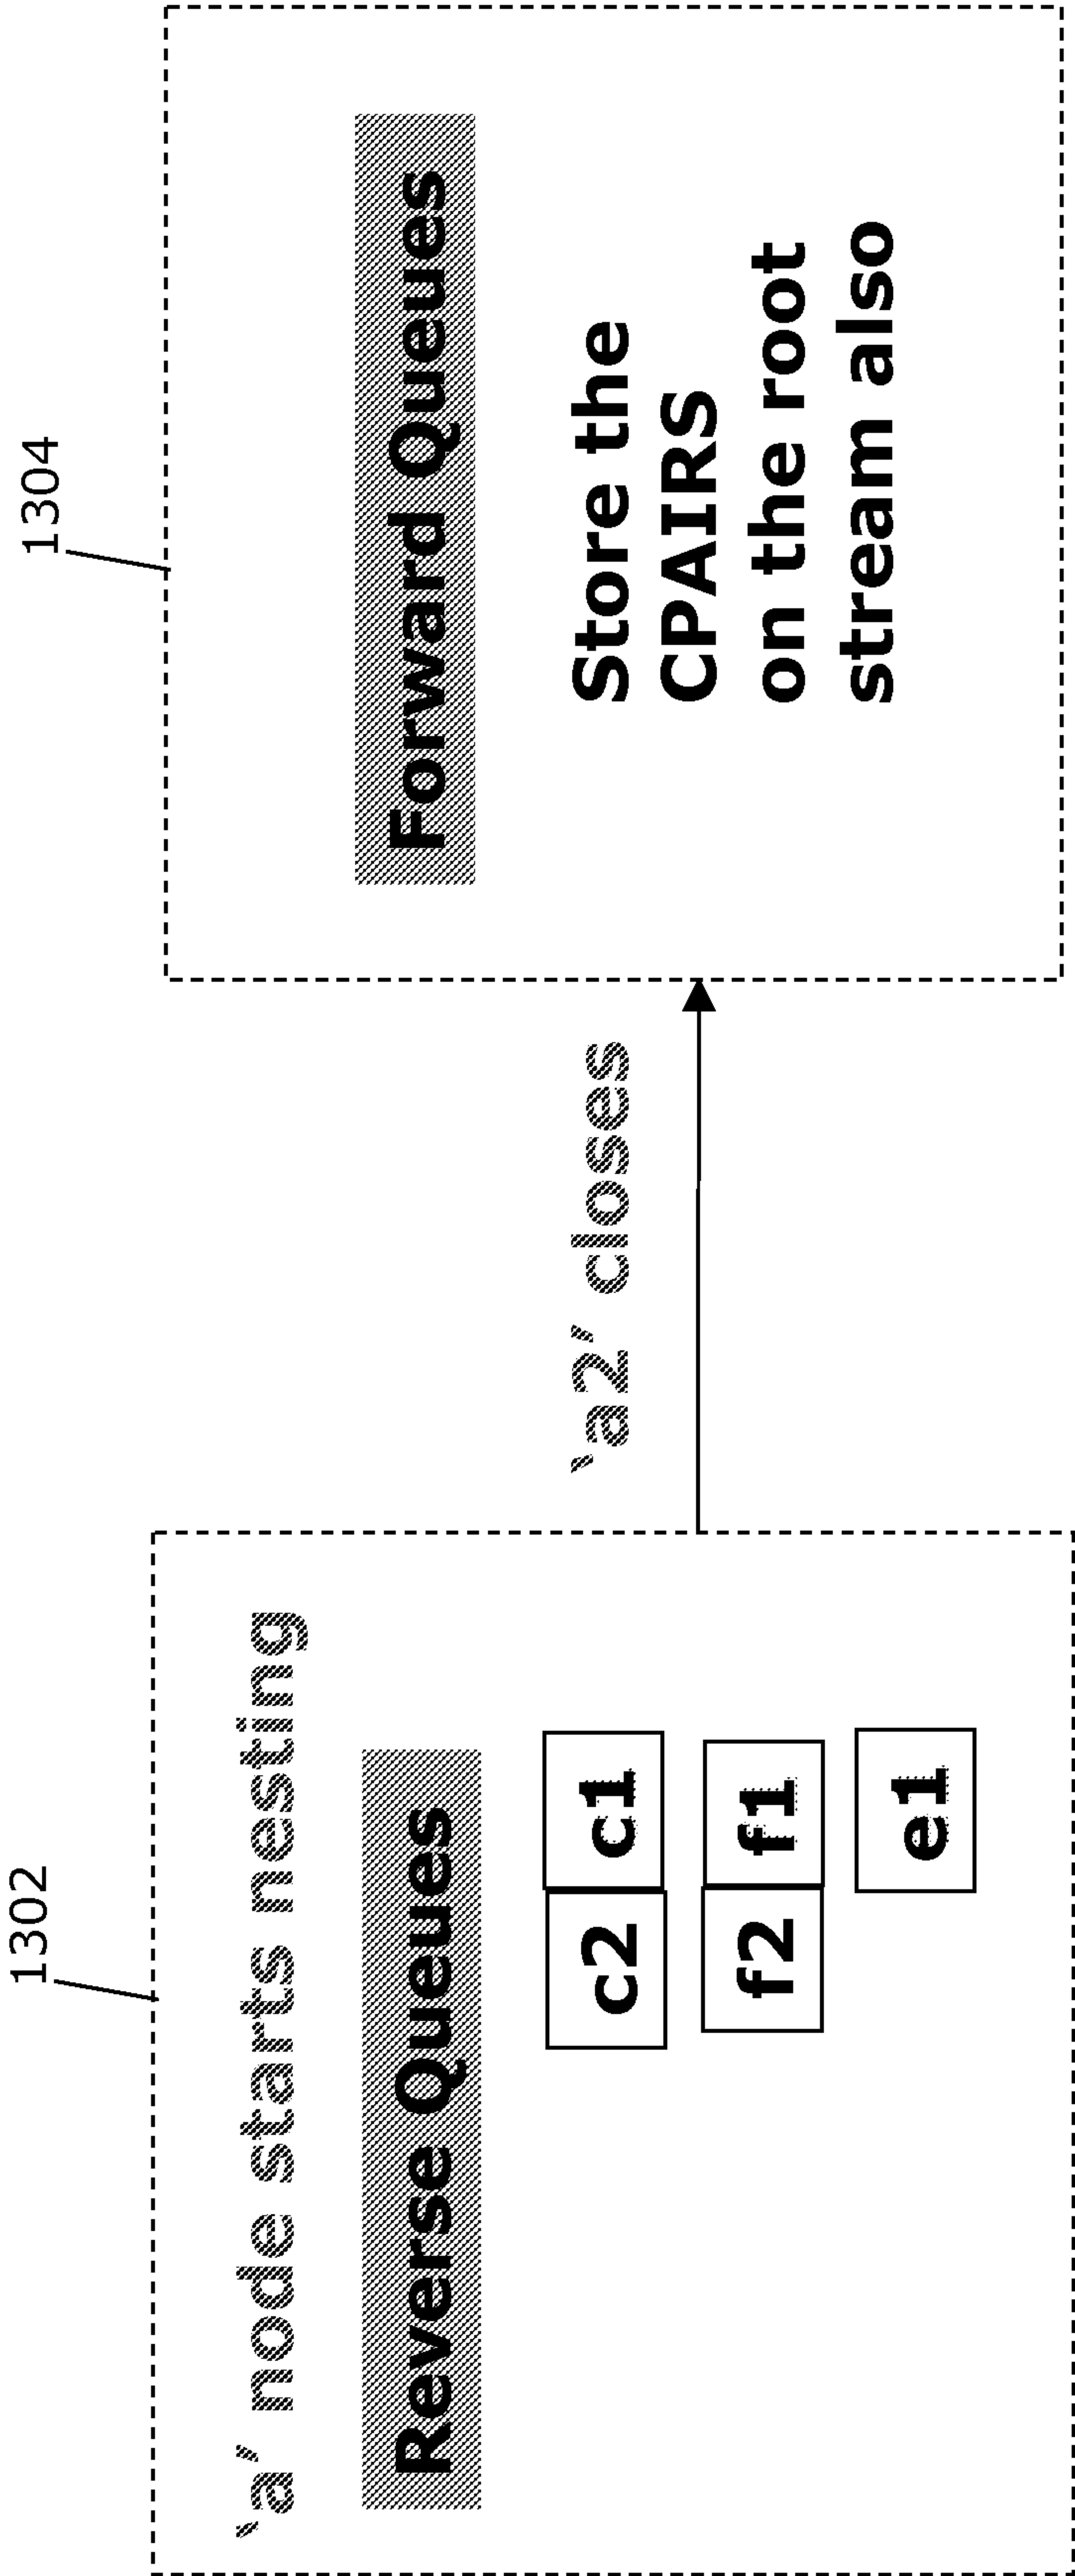 1302
‘a’ node starts nesting
Reverse Queues
c2 c1
f2 f1
e1
‘a2’ closes
1304
Forward Queues
Store the
CPAIRS
on the root
stream also